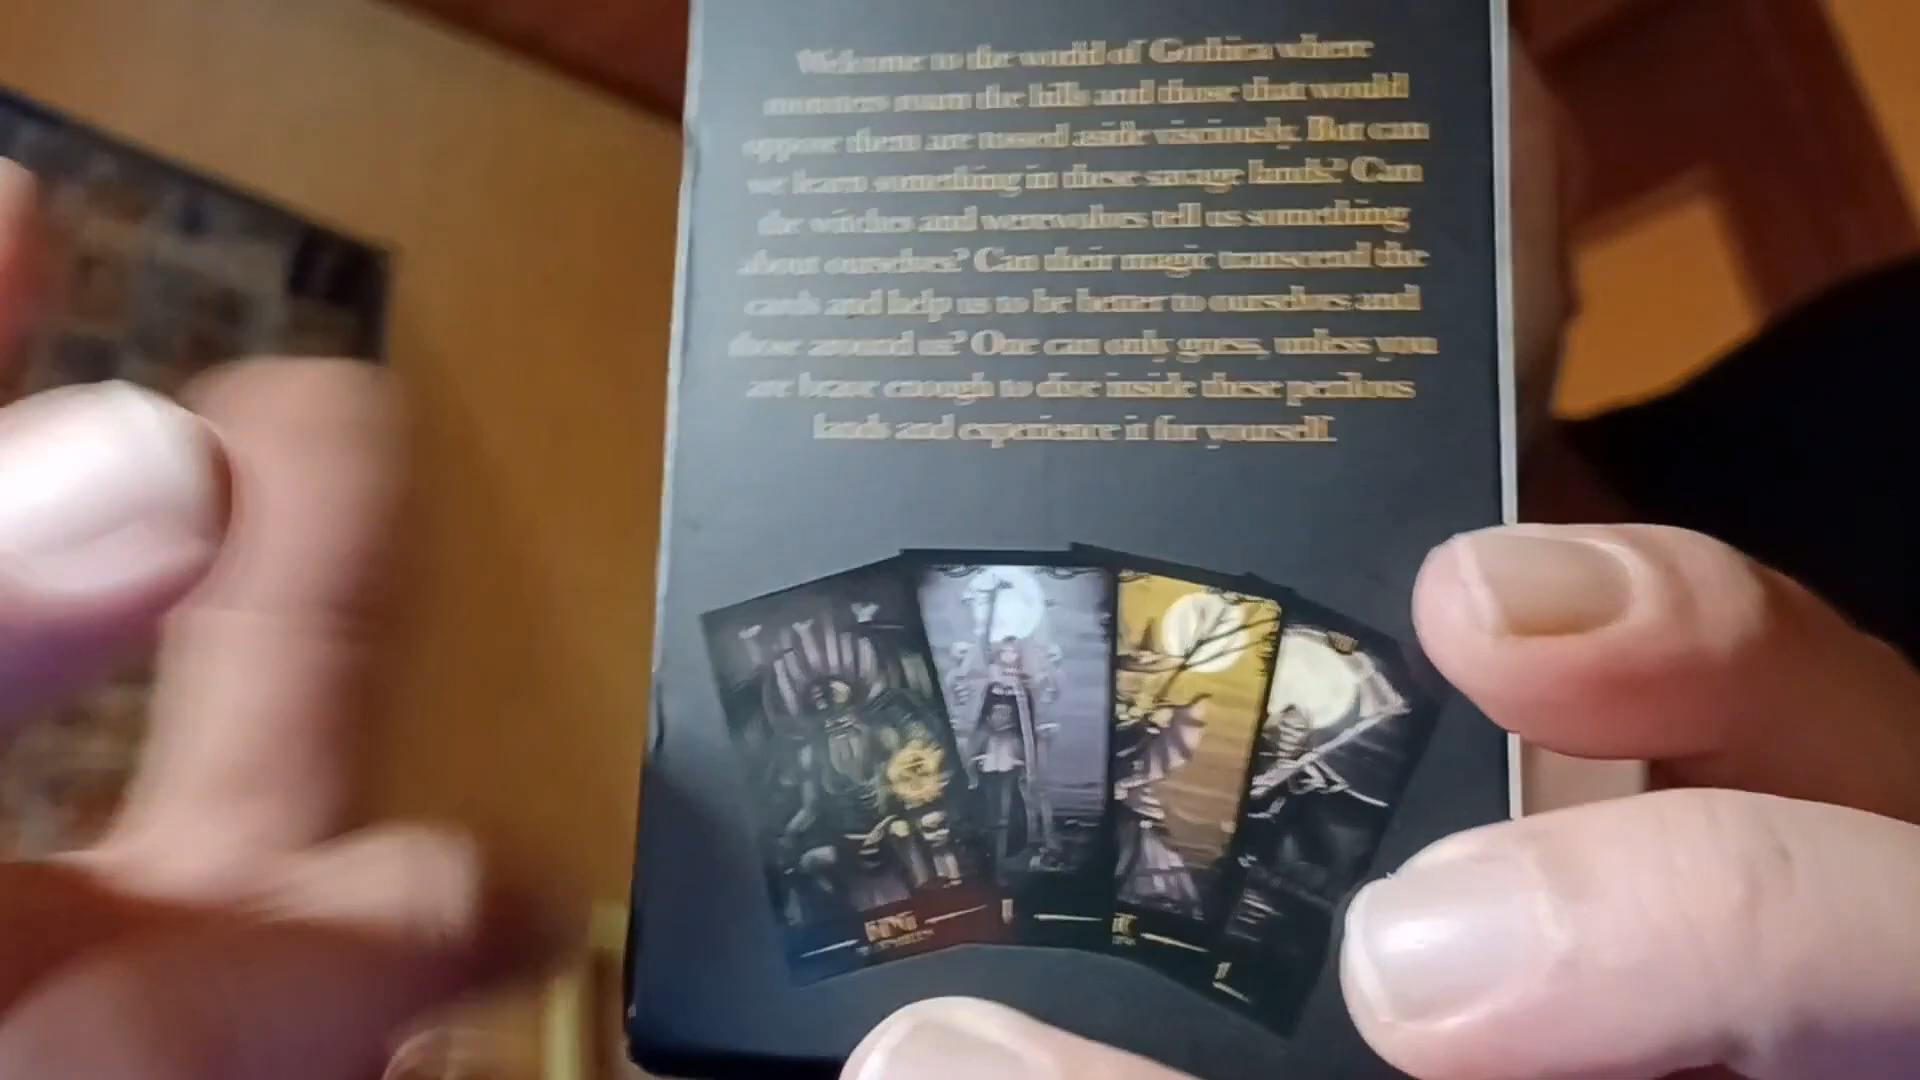 Welcome to the world of Gothica where
monsters roam the hills and those that would
oppose them are tossed aside visciously. But can
we learn something in these savage lands? Can
the witches and werewolves tell us something
about ourselves? Can their magic transcend the
cards and help us to be better to ourselves and
those around us? One can only guess, unless you
are brave enough to dive inside these perilous
lands and experience it for yourself.
KING